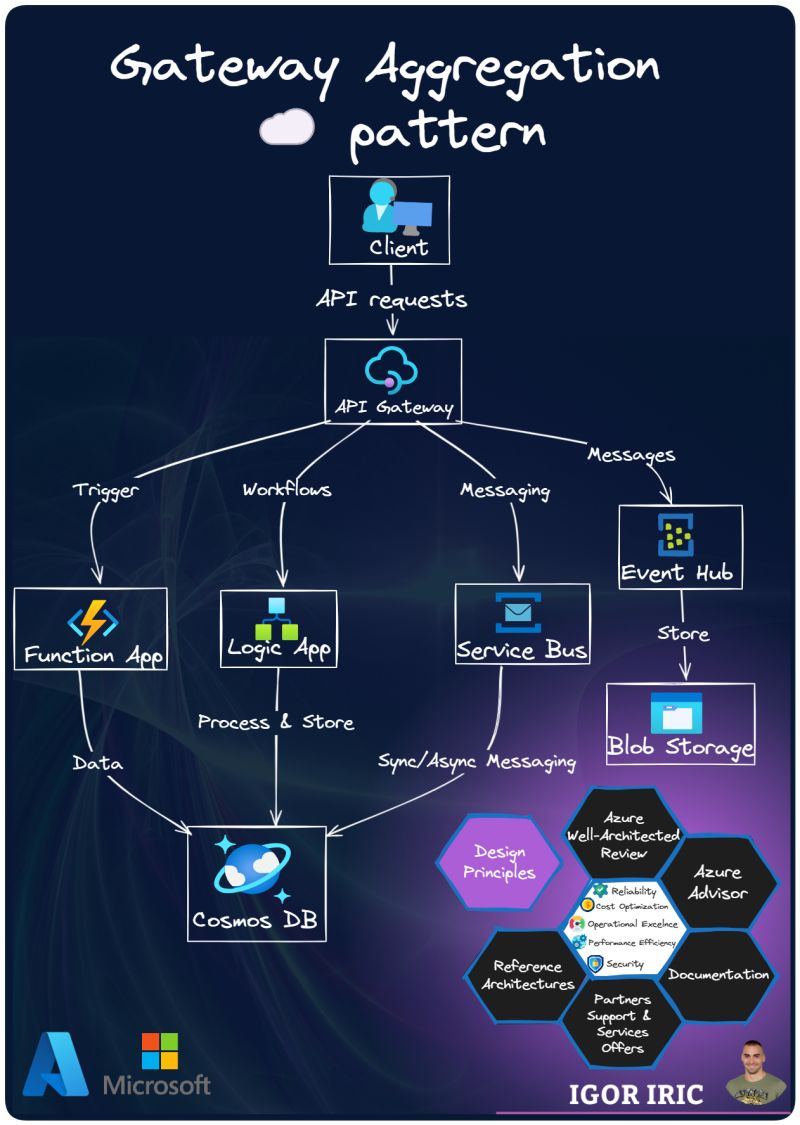 Gateway Aggregation
pattern
Client
API requests
API Gateway
Trigger
Workflows
Messaging
Messages
Event Hub
Function App
Logic App
Service Bus
Store
Blob Storage
Data
Process & Store
Sync/Async Messaging
Cosmos DB
Design
Principles
Azure
Well-Architected
Review
Azure
Advisor
Reliability
Cost Optimization
Operational Excelnce
Performance Efficiency
Security
Reference
Architectures
Documentation
Partners
Support &
Services
Offers
Microsoft
IGOR IRIC